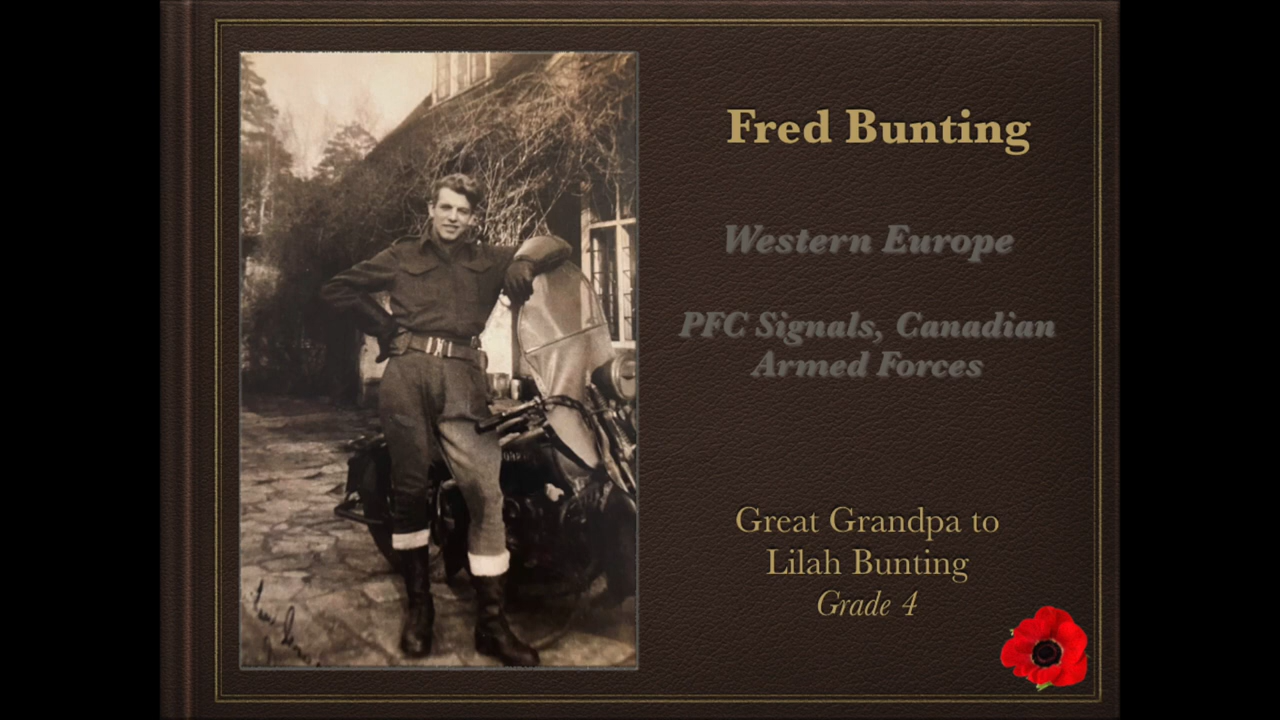 Fred Bunting
Western Europe
PFC Signals, Canadian
Armed Forces
Great Grandpa to
Lilah Bunting
Grade 4